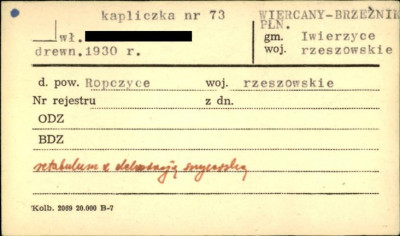 kapliczka nr 73
WIERCANY-BRZEŹNIK
PŁN.
wł.
gm. Iwierzyce
drewn.1930 r.
woj. rzeszowskie
d. pow. Ropczyce woj. rzeszowskie
Nr rejestru z dn.
ODZ
BDZ
retabulum z dekoracją snycerską
Kolb. 2069 20.000 B-7